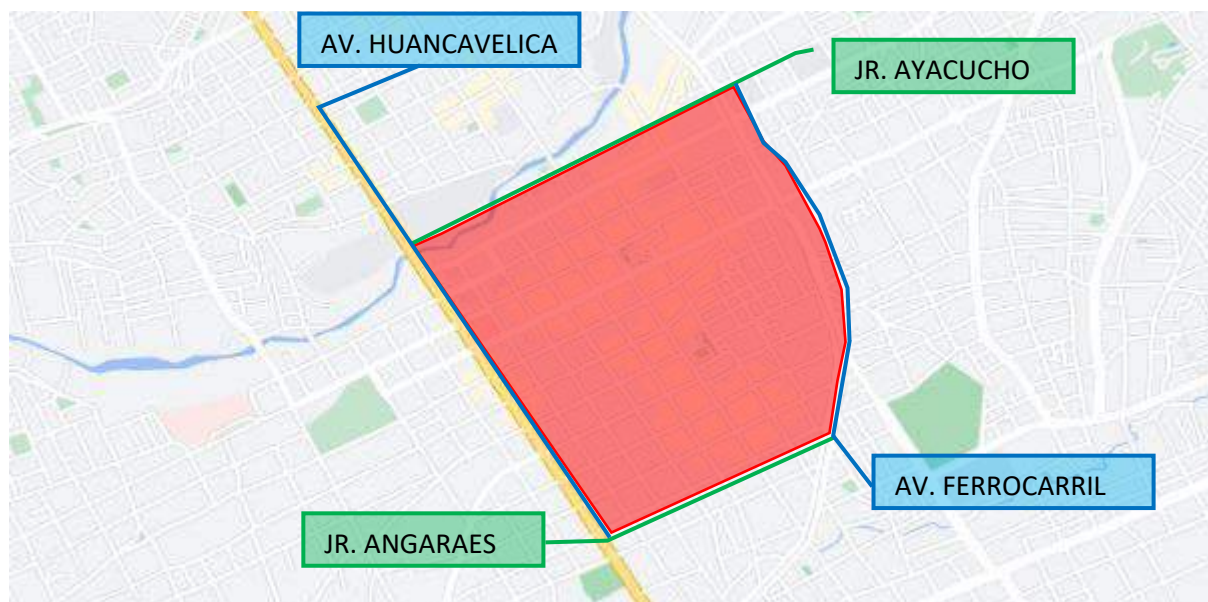 AV. HUANCAVELICA
JR. AYACUCHO
AV. FERROCARRIL
JR. ANGARAES